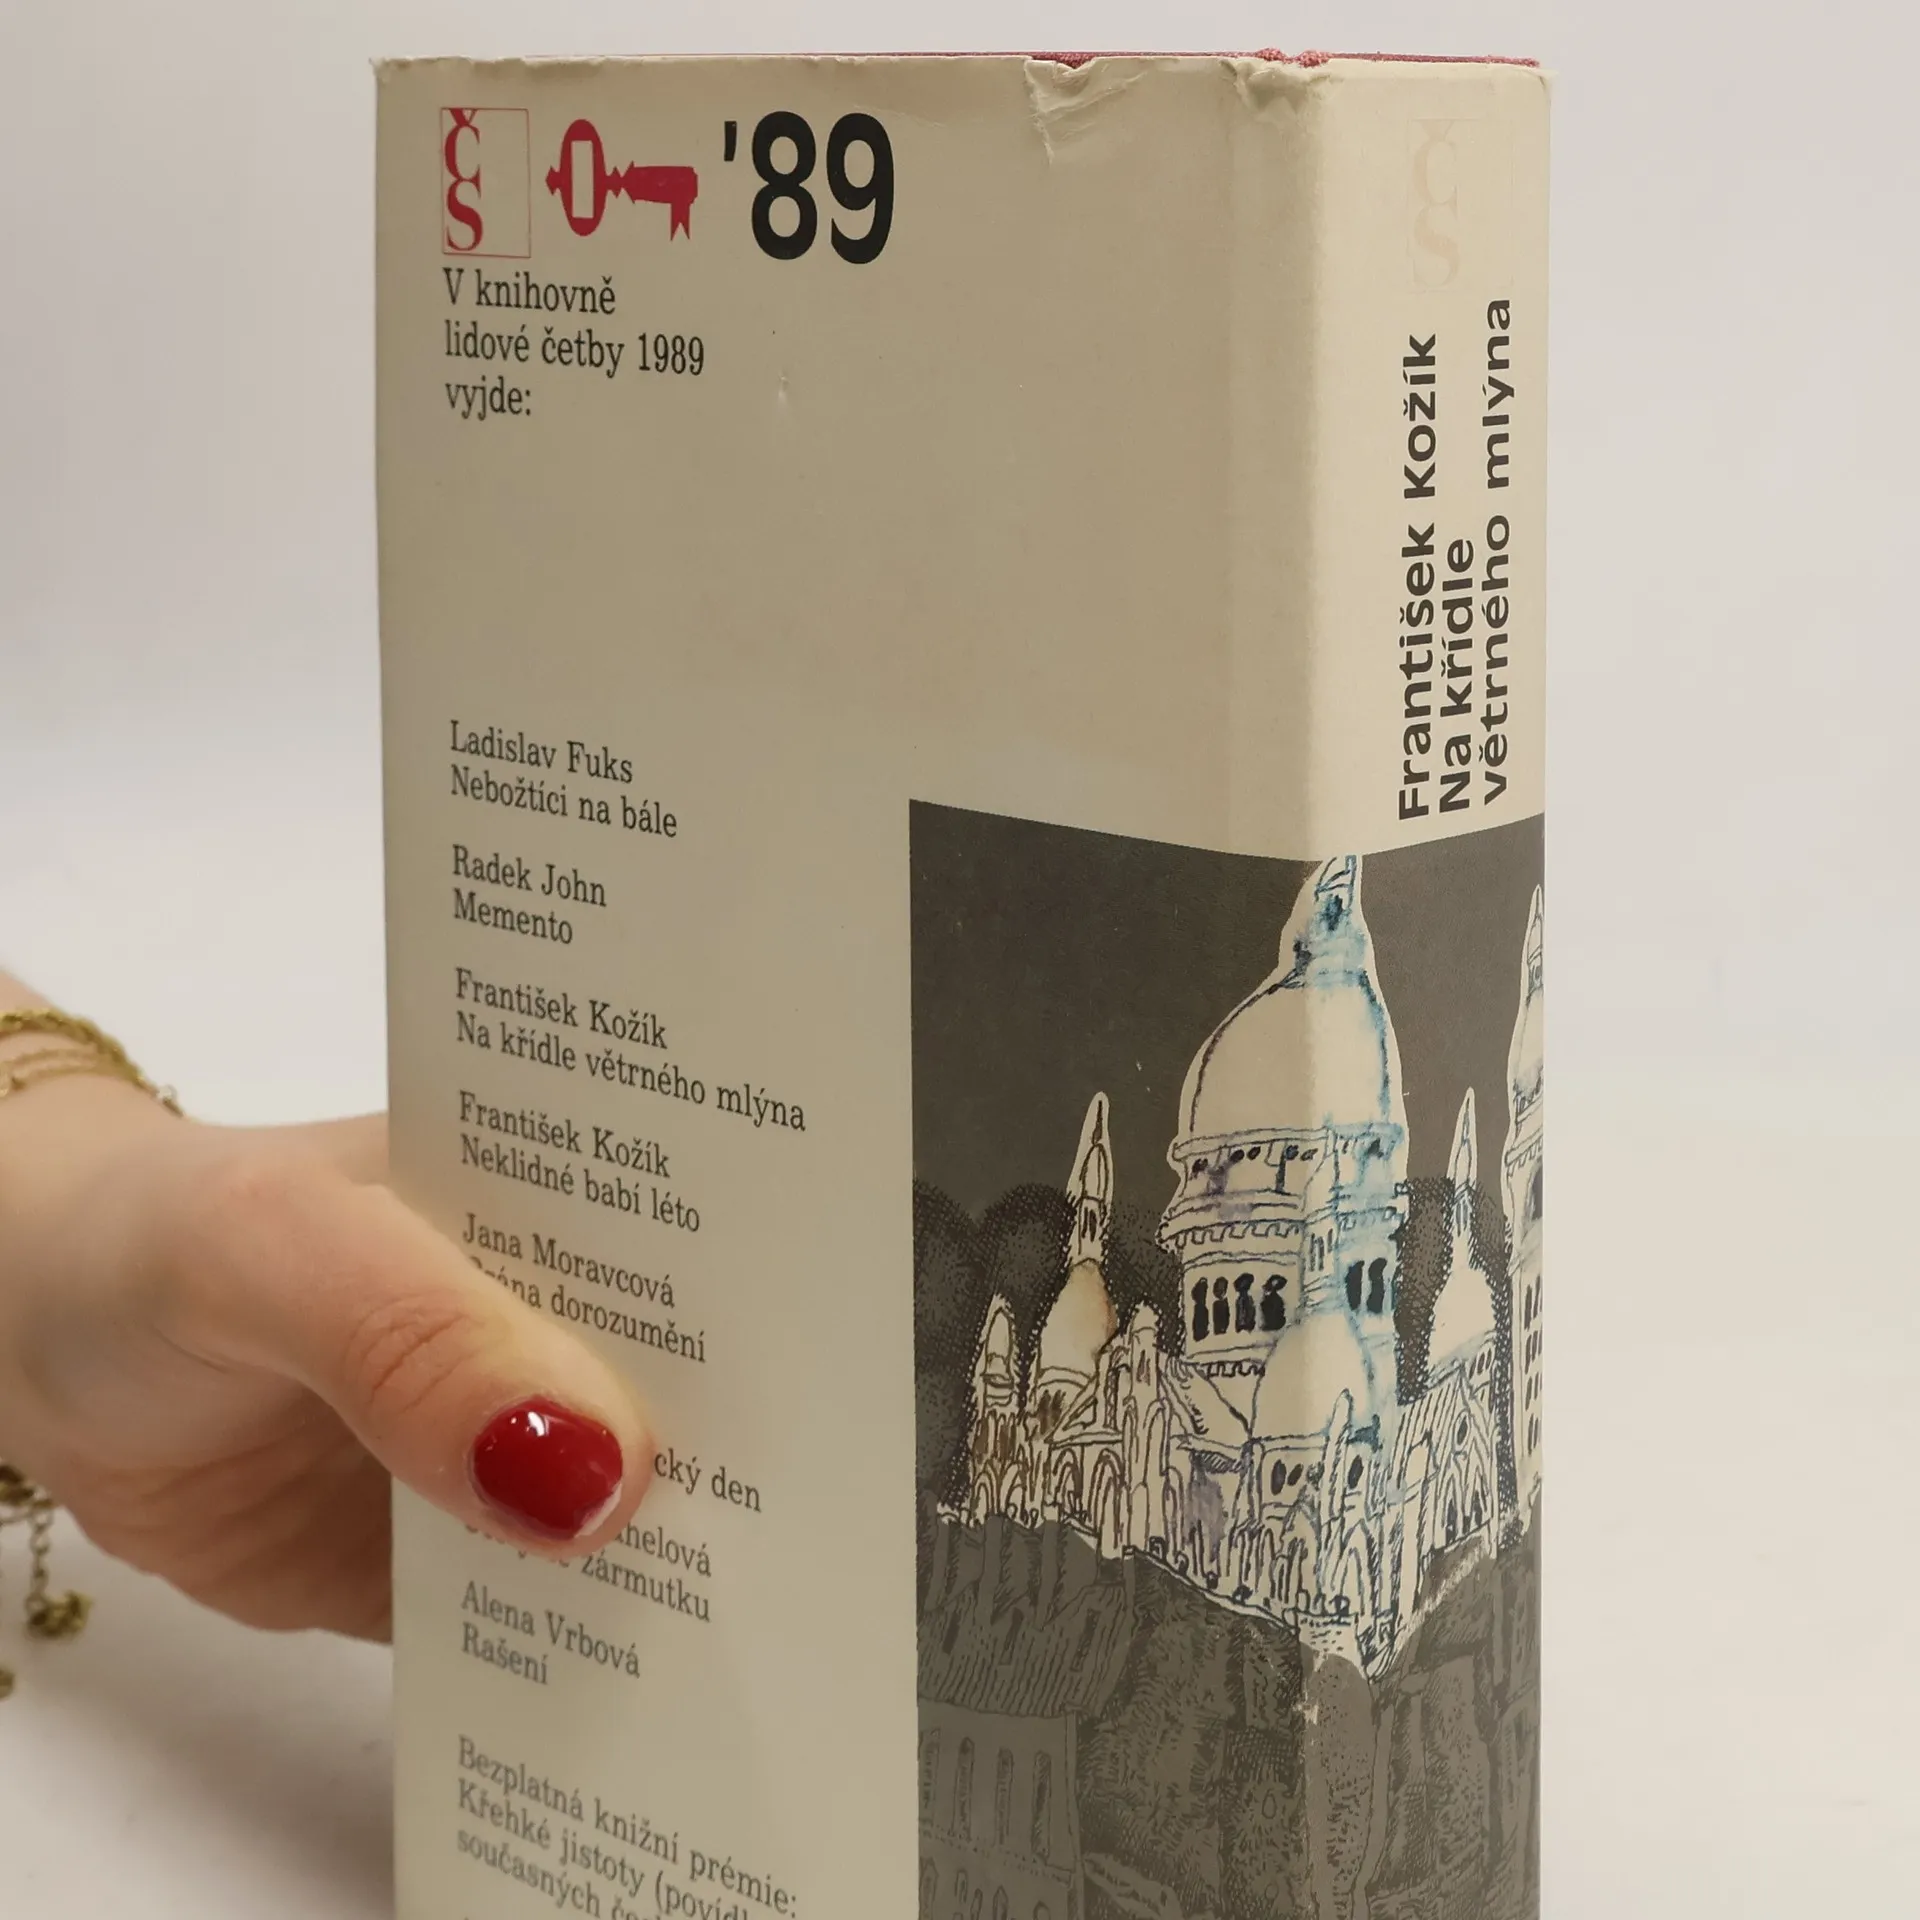 ČS '89
V knihovně
lidové četby 1989
vyjde:
Ladislav Fuks
Nebožtíci na bále
Radek John
Memento
František Kožík
Na křídle větrného mlýna
František Kožík
Neklidné babí léto
Jana Moravcová
dorozumění
den
zármutku
Alena Vrbová
Rašení
Bezplatná knižní prémie:
Křehké jistoty
současných
ČS
František Kožík
Na křídle
větrného mlýna